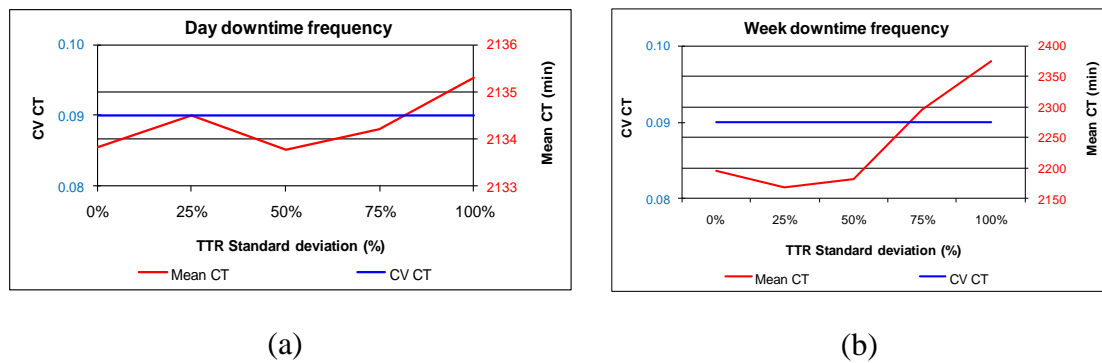 Day downtime frequency
0.10
0.09
0.08
CV CT
2136
2135
2134
2133
Mean CT (min)
0% 25% 50% 75% 100%
TTR Standard deviation (%)
Mean CT CV CT
(a)
Week downtime frequency
0.10
0.09
0.08
CV CT
2400
2350
2300
2250
2200
2150
Mean CT (min)
0% 25% 50% 75% 100%
TTR Standard deviation (%)
Mean CT CV CT
(b)